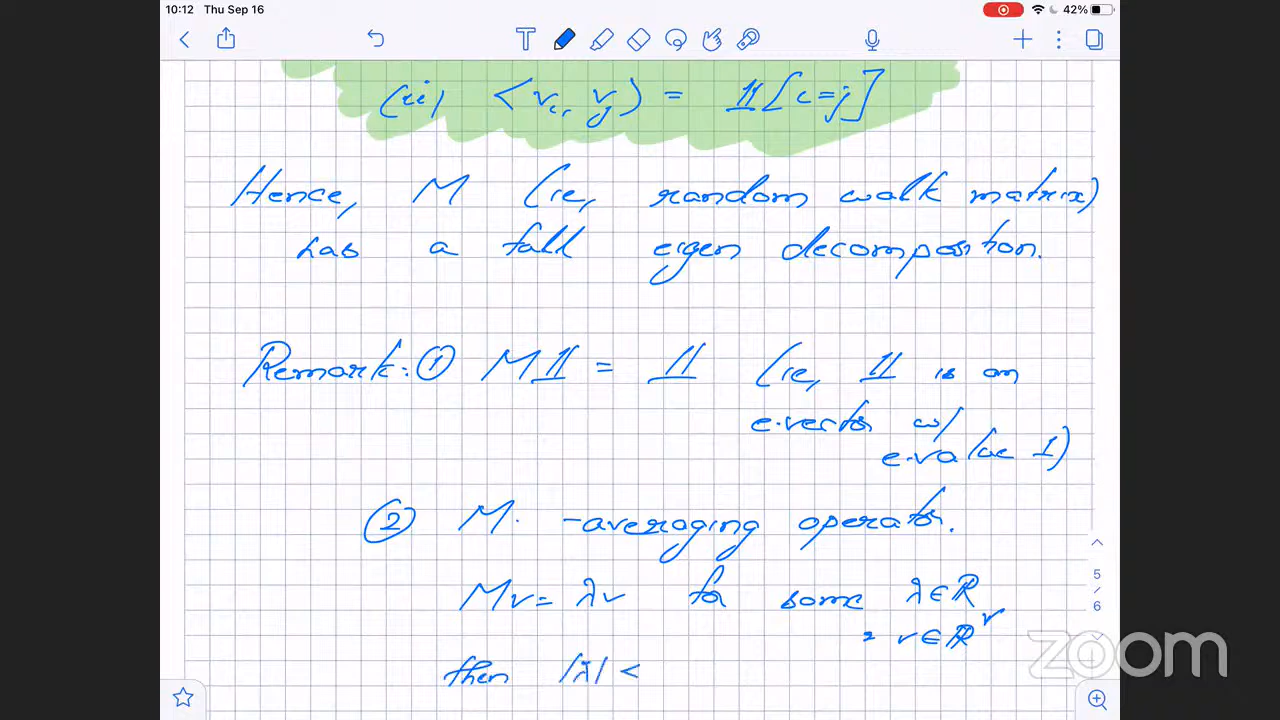 10:12 Thu Sep 16
42%
(ii) <vi, vj> = 𝟙[i=j]
Hence, M (ie, random walk matrix)
has a full eigen decomposition.
Remark: ① M𝟙 = 𝟙 (ie, 𝟙 is an
e.vector w/
e.value 1)
② M - averaging operator.
Mv = λv for some λ∈ℝ
v∈ℝ^V
then |λ| <
5
/
6
zoom